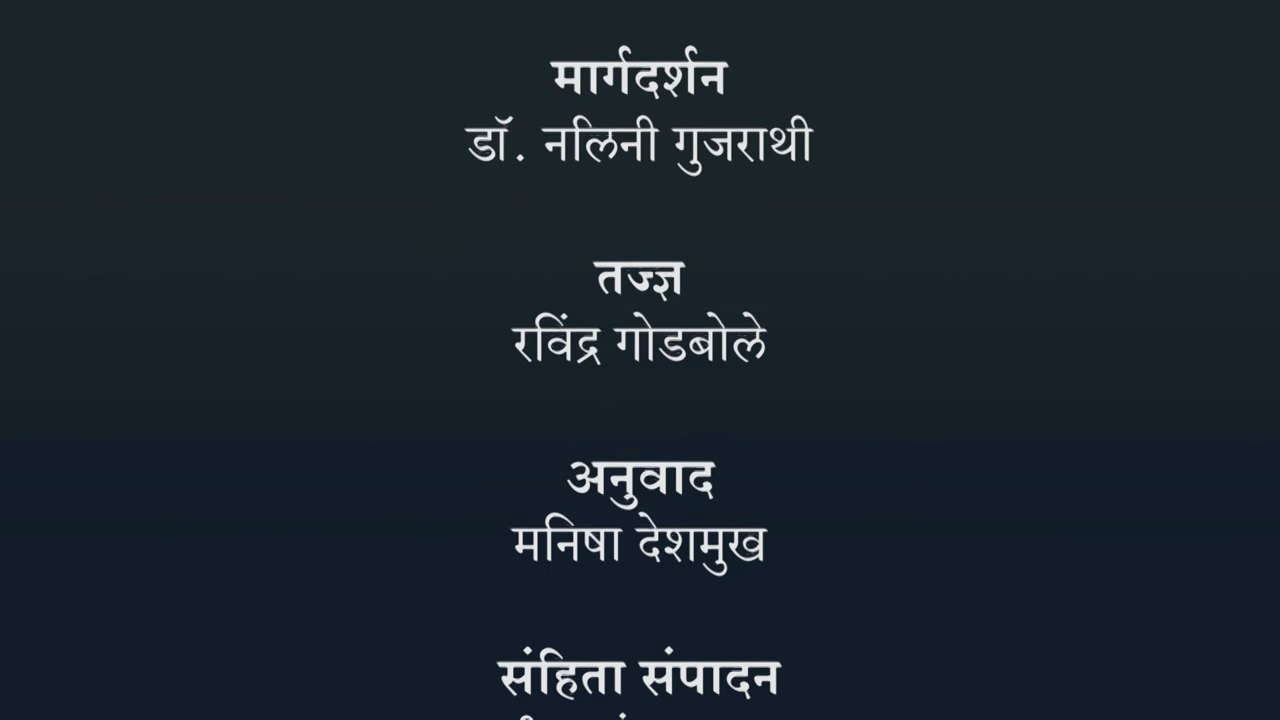 मार्गदर्शन
डॉ. नलिनी गुजराथी
तज्ज्ञ
रविंद्र गोडबोले
अनुवाद
मनिषा देशमुख
संहिता संपादन